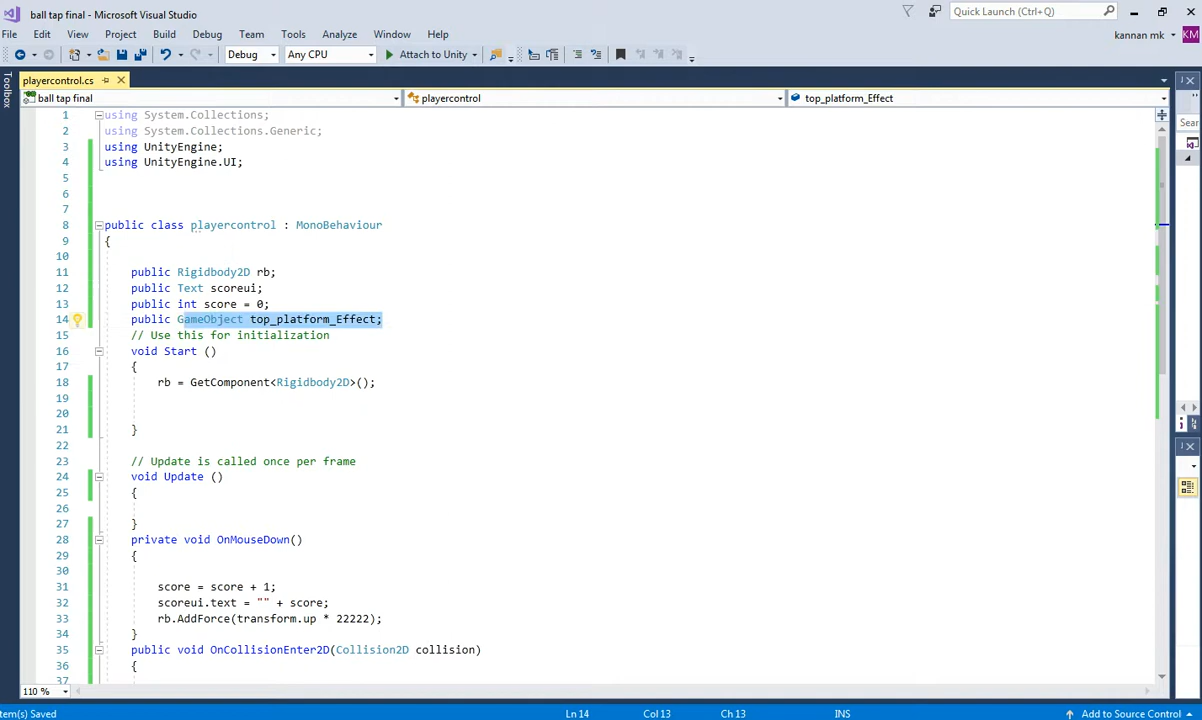 ball tap final - Microsoft Visual Studio
Quick Launch (Ctrl+Q)
File Edit View Project Build Debug Team Tools Analyze Window Help
kannan mk KM
Debug Any CPU Attach to Unity
Toolbox
playercontrol.cs
ball tap final playercontrol top_platform_Effect
Sear
1 using System.Collections;
2 using System.Collections.Generic;
3 using UnityEngine;
4 using UnityEngine.UI;
5
6
7
8 public class playercontrol : MonoBehaviour
9 {
10
11 public Rigidbody2D rb;
12 public Text scoreui;
13 public int score = 0;
14 public GameObject top_platform_Effect;
15 // Use this for initialization
16 void Start ()
17 {
18 rb = GetComponent<Rigidbody2D>();
19
20
21 }
22
23 // Update is called once per frame
24 void Update ()
25 {
26
27 }
28 private void OnMouseDown()
29 {
30
31 score = score + 1;
32 scoreui.text = "" + score;
33 rb.AddForce(transform.up * 22222);
34 }
35 public void OnCollisionEnter2D(Collision2D collision)
36 {
37
110 %
tem(s) Saved Ln 14 Col 13 Ch 13 INS Add to Source Control